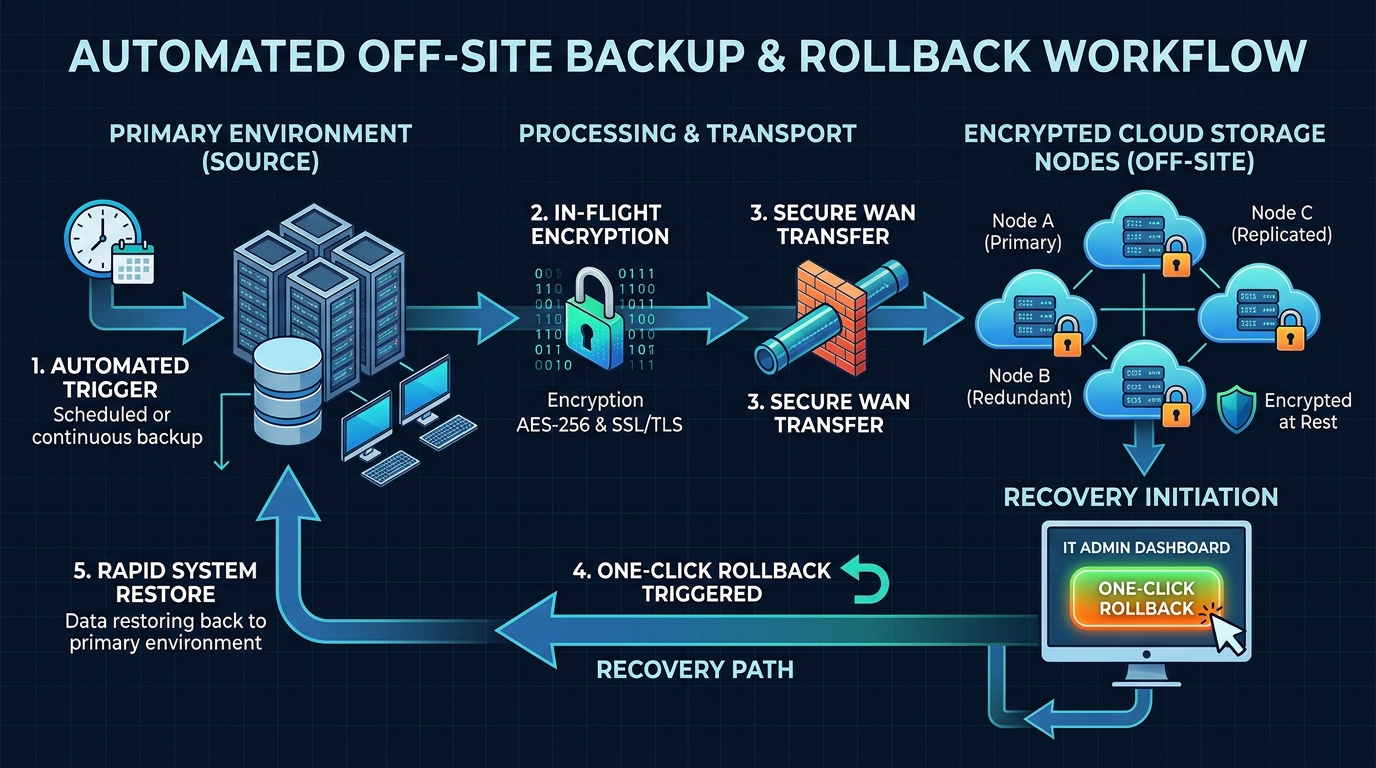 AUTOMATED OFF-SITE BACKUP & ROLLBACK WORKFLOW
PRIMARY ENVIRONMENT
(SOURCE)
PROCESSING & TRANSPORT
ENCRYPTED CLOUD STORAGE
NODES (OFF-SITE)
1. AUTOMATED
TRIGGER
Scheduled or
continuous backup
2. IN-FLIGHT
ENCRYPTION
Encryption
AES-256 & SSL/TLS
3. SECURE WAN
TRANSFER
3. SECURE WAN
TRANSFER
Node A
(Primary)
Node C
(Replicated)
Node B
(Redundant)
Encrypted
at Rest
RECOVERY INITIATION
IT ADMIN DASHBOARD
ONE-CLICK
ROLLBACK
4. ONE-CLICK ROLLBACK
TRIGGERED
RECOVERY PATH
5. RAPID SYSTEM
RESTORE
Data restoring back to
primary environment